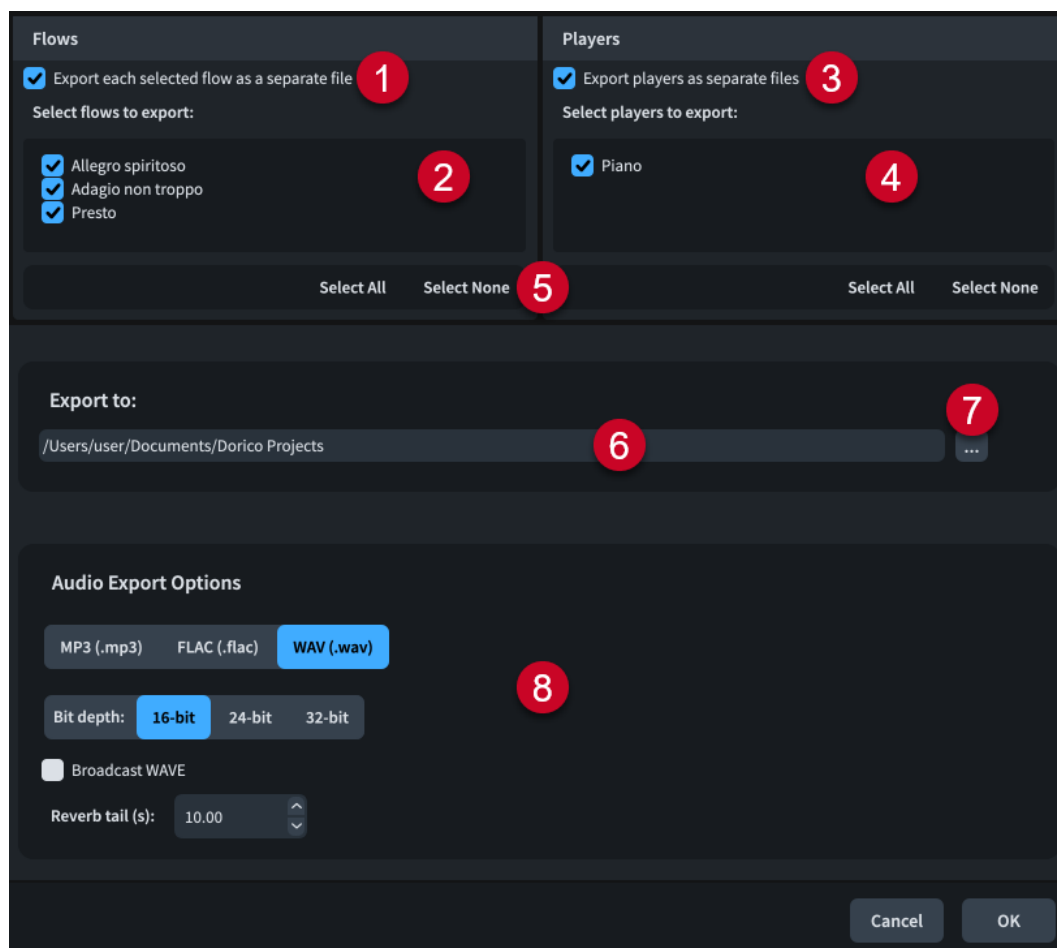 Flows
Export each selected flow as a separate file 1
Select flows to export:
Allegro spiritoso
Adagio non troppo
Presto
2
Select All Select None
Players
Export players as separate files 3
Select players to export:
Piano
4
5
Select All Select None
Export to:
7
/Users/user/Documents/Dorico Projects 6 ...
Audio Export Options
MP3 (.mp3) FLAC (.flac) WAV (.wav)
8
Bit depth: 16-bit 24-bit 32-bit
Broadcast WAVE
Reverb tail (s): 10.00
Cancel OK